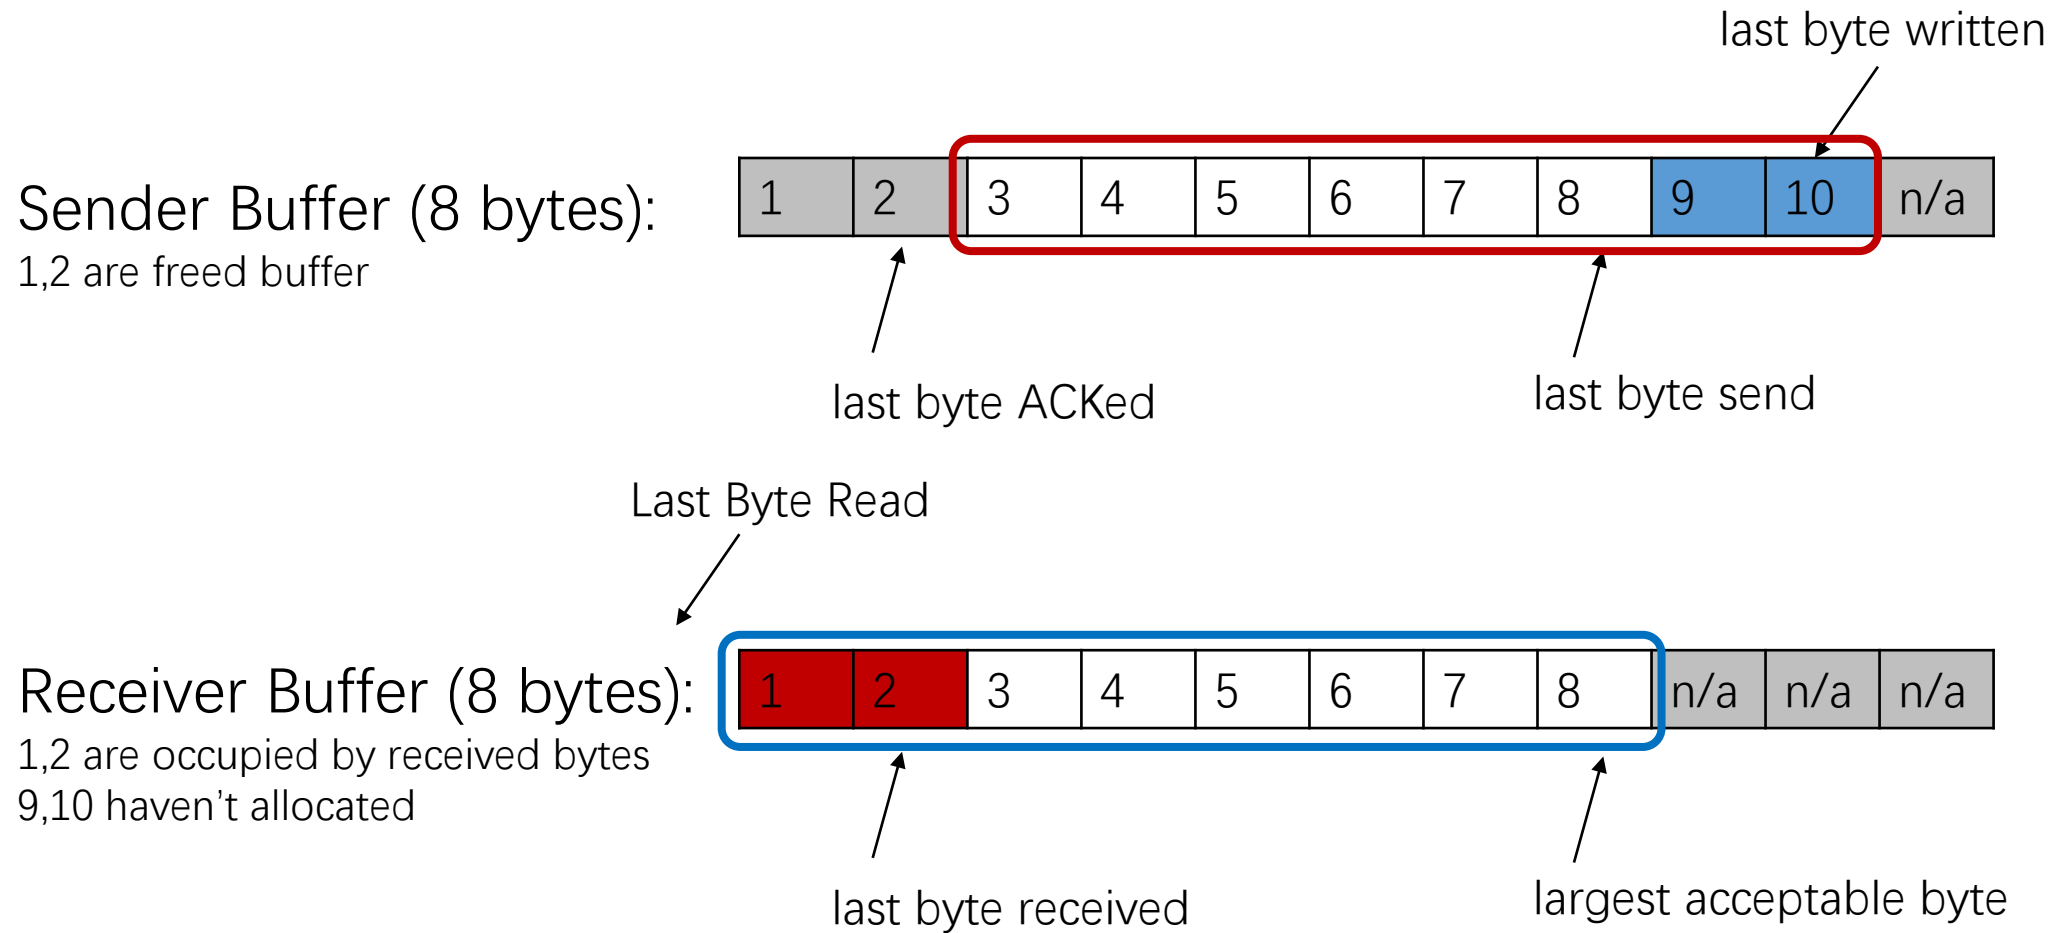 last byte written
Sender Buffer (8 bytes):
1 2 3 4 5 6 7 8 9 10 n/a
1,2 are freed buffer
last byte ACKed
last byte send
Last Byte Read
Receiver Buffer (8 bytes):
1 2 3 4 5 6 7 8 n/a n/a n/a
1,2 are occupied by received bytes
9,10 haven’t allocated
last byte received
largest acceptable byte